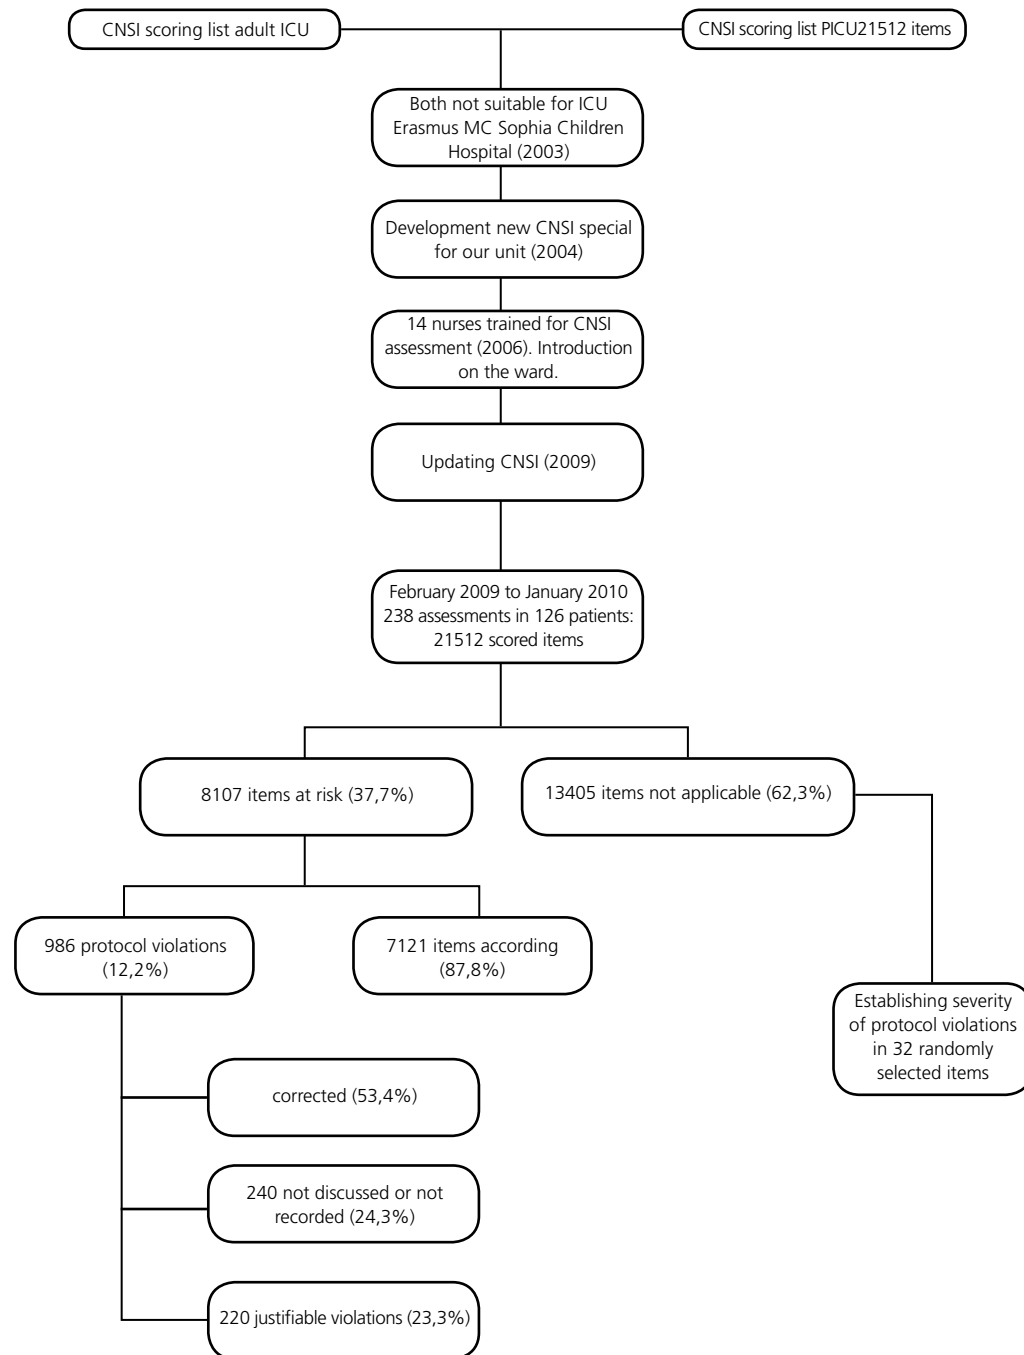 CNSI scoring list adult ICU
CNSI scoring list PICU21512 items
Both not suitable for ICU
Erasmus MC Sophia Children
Hospital (2003)
Development new CNSI special
for our unit (2004)
14 nurses trained for CNSI
assessment (2006). Introduction
on the ward.
Updating CNSI (2009)
February 2009 to January 2010
238 assessments in 126 patients:
21512 scored items
8107 items at risk (37,7%)
13405 items not applicable (62,3%)
986 protocol violations
(12,2%)
7121 items according
(87,8%)
Establishing severity
of protocol violations
in 32 randomly
selected items
corrected (53,4%)
240 not discussed or not
recorded (24,3%)
220 justifiable violations (23,3%)